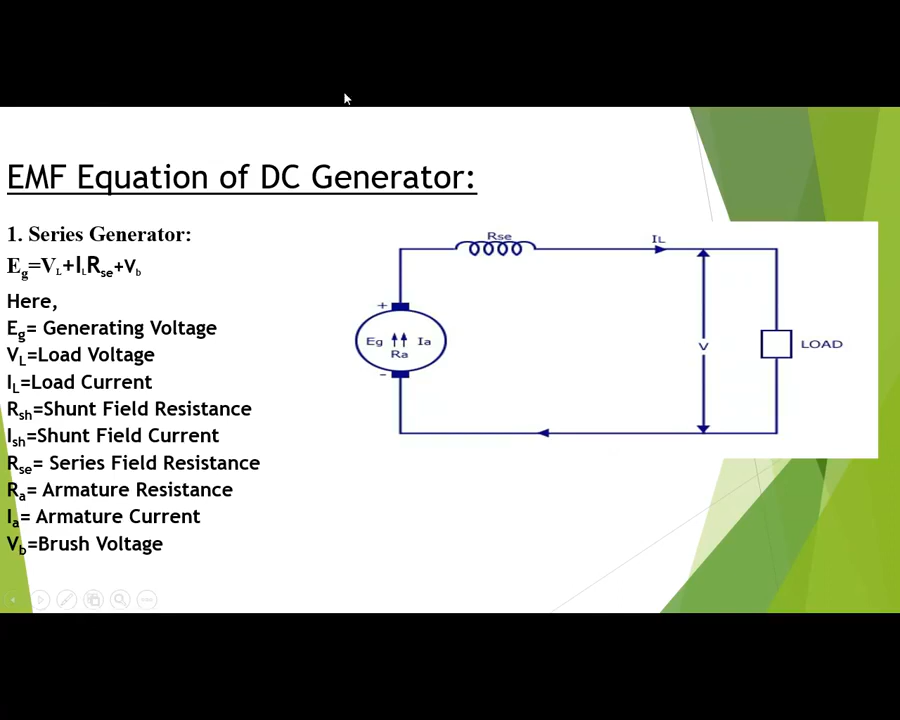 EMF Equation of DC Generator:
1. Series Generator:
Eg=VL+ILRse+Vb
Here,
Eg= Generating Voltage
VL=Load Voltage
IL=Load Current
Rsh=Shunt Field Resistance
Ish=Shunt Field Current
Rse= Series Field Resistance
Ra= Armature Resistance
Ia= Armature Current
Vb=Brush Voltage
Rse
IL
+
Eg Ia
Ra
-
V
LOAD